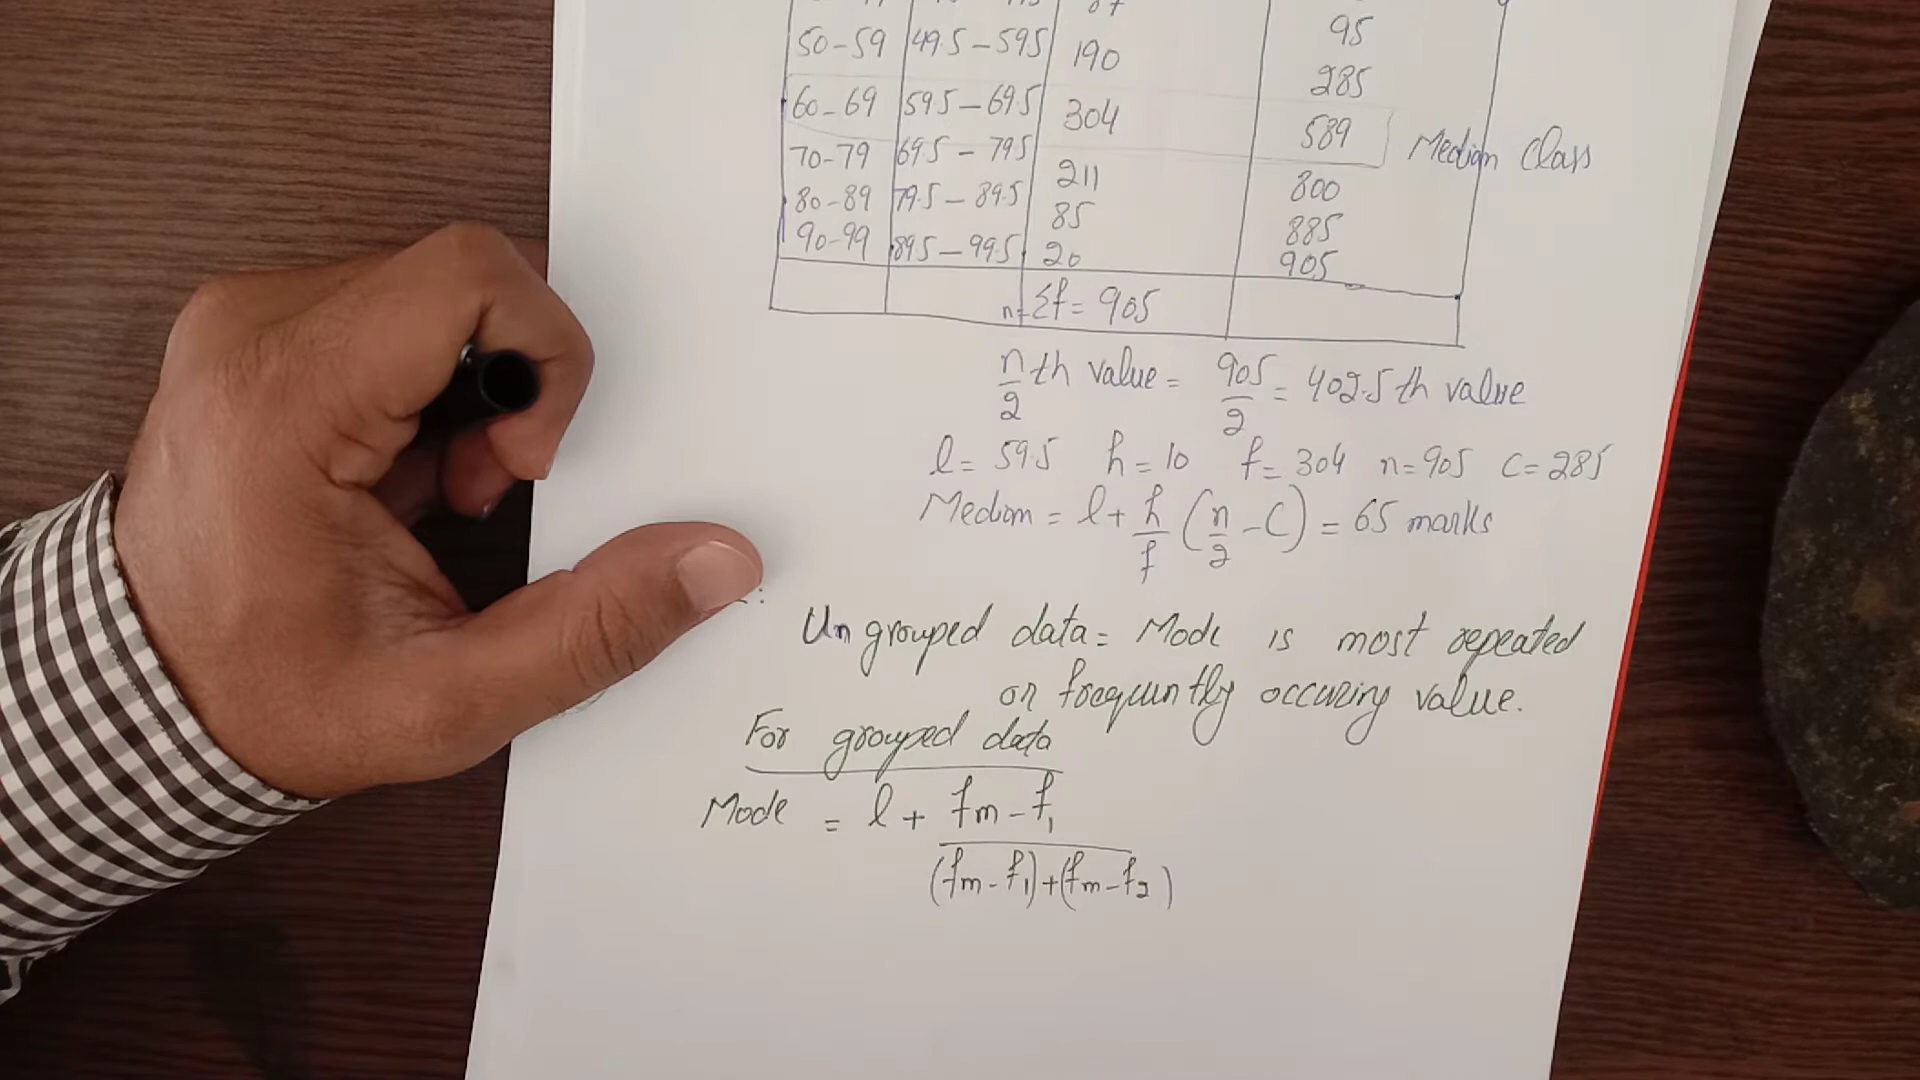 95
50-59 49.5-59.5 190 285
60-69 59.5-69.5 304 589 Median Class
70-79 69.5-79.5 211 800
80-89 79.5-89.5 85 885
90-99 89.5-99.5 20 905
n=Σf=905
n/2 th value = 905/2 = 402.5 th value
l = 59.5 h = 10 f = 304 n = 905 C = 285
Median = l + h/f (n/2 - C) = 65 marks
Un grouped data = Mode is most repeated
or frequntly occuring value.
For grouped data
Mode = l + fm - f₁
(fm - f₁) + (fm - f₂)